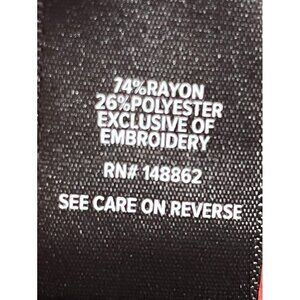 74%RAYON
26%POLYESTER
EXCLUSIVE OF
EMBROIDERY
RN# 148862
SEE CARE ON REVERSE